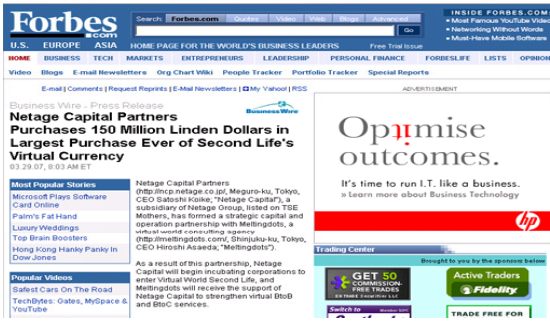 Forbes
.com
Search: Forbes.com Quotes Video Web Blogs Advanced
Go
INSIDE FORBES.COM
• Most Famous YouTube Videos
• Networking Without Words
• Must-Have Mobile Software
U.S. EUROPE ASIA HOME PAGE FOR THE WORLD'S BUSINESS LEADERS Free Trial Issue
HOME BUSINESS TECH MARKETS ENTREPRENEURS LEADERSHIP PERSONAL FINANCE FORBESLIFE LISTS OPINION
Video Blogs E-mail Newsletters Org Chart Wiki People Tracker Portfolio Tracker Special Reports
E-mail | Comments | Request Reprints | E-Mail Newsletters | My Yahoo! | RSS
ADVERTISEMENT
Business Wire - Press Release
BusinessWire
Netage Capital Partners
Purchases 150 Million Linden Dollars in
Largest Purchase Ever of Second Life's
Virtual Currency
03.29.07, 8:03 AM ET
Most Popular Stories
Microsoft Plays Software
Card Online
Palm's Fat Hand
Luxury Weddings
Top Brain Boosters
Hong Kong Hanky Panky In
Dow Jones
Popular Videos
Safest Cars On The Road
TechBytes: Gates, MySpace &
YouTube
Netage Capital Partners
(http://ncp.netage.co.jp/, Meguro-ku, Tokyo,
CEO Satoshi Koike; "Netage Capital"), a
subsidiary of Netage Group, listed on TSE
Mothers, has formed a strategic capital and
operation partnership with Meltingdots, a
virtual world consulting agency
(http://meltingdots.com/, Shinjuku-ku, Tokyo,
CEO Hiroshi Asaeda; "Meltingdots").
As a result of this partnership, Netage
Capital will begin incubating corporations to
enter Virtual World Second Life, and
Meltingdots will receive the support of
Netage Capital to strengthen virtual BtoB
and BtoC services.
Optimise
outcomes.
It's time to run I.T. like a business.
» Learn more about Business Technology
hp
Trading Center
Brought to you by the sponsors below
GET 50
COMMISSION-
FREE TRADES
E*TRADE Securities LLC
Active Traders
Fidelity
Switch to
TRADE FREE FOR